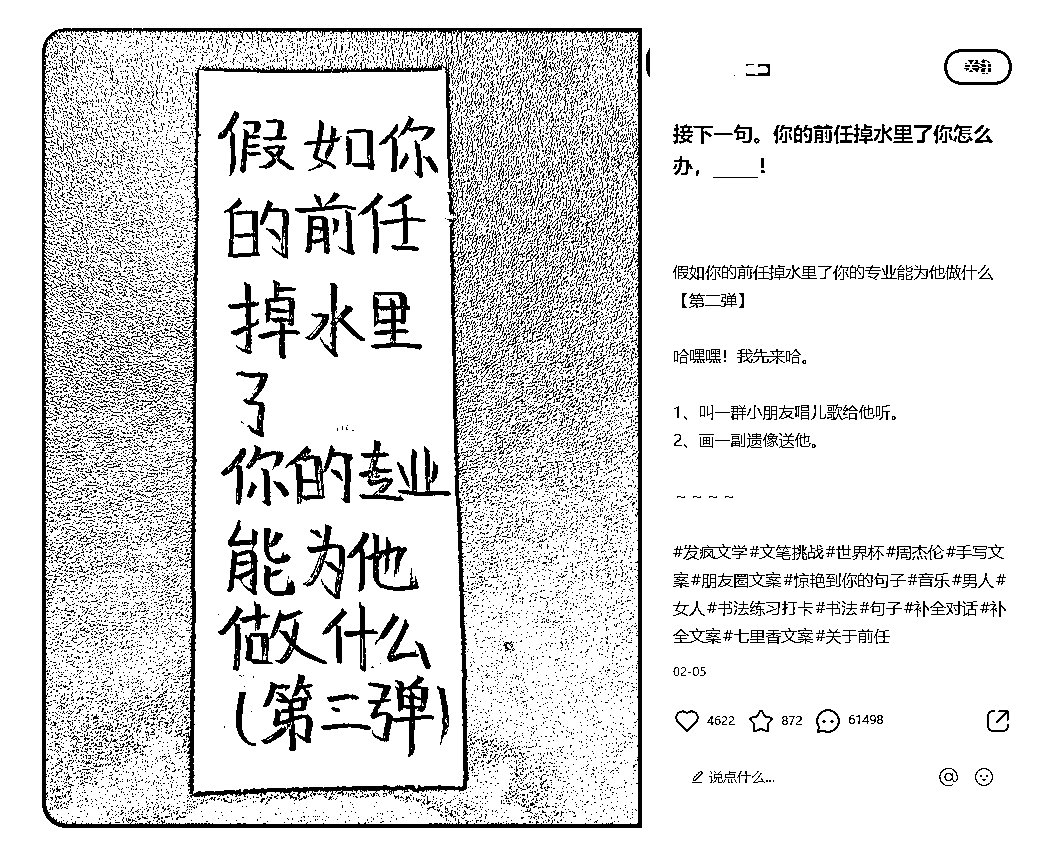 假如你
的前任
掉水里
了
你的专业
能为他
做什么
(第二弹)
关注
接下一句。你的前任掉水里了你怎么
办，____！
假如你的前任掉水里了你的专业能为他做什么
【第二弹】
哈嘿嘿！我先来哈。
1、叫一群小朋友唱儿歌给他听。
2、画一副遗像送他。
～～～～
#发疯文学#文笔挑战#世界杯#周杰伦#手写文
案#朋友圈文案#惊艳到你的句子#音乐#男人#
女人#书法练习打卡#书法#句子#补全对话#补
全文案#七里香文案#关于前任
02-05
4622 872 61498
说点什么...